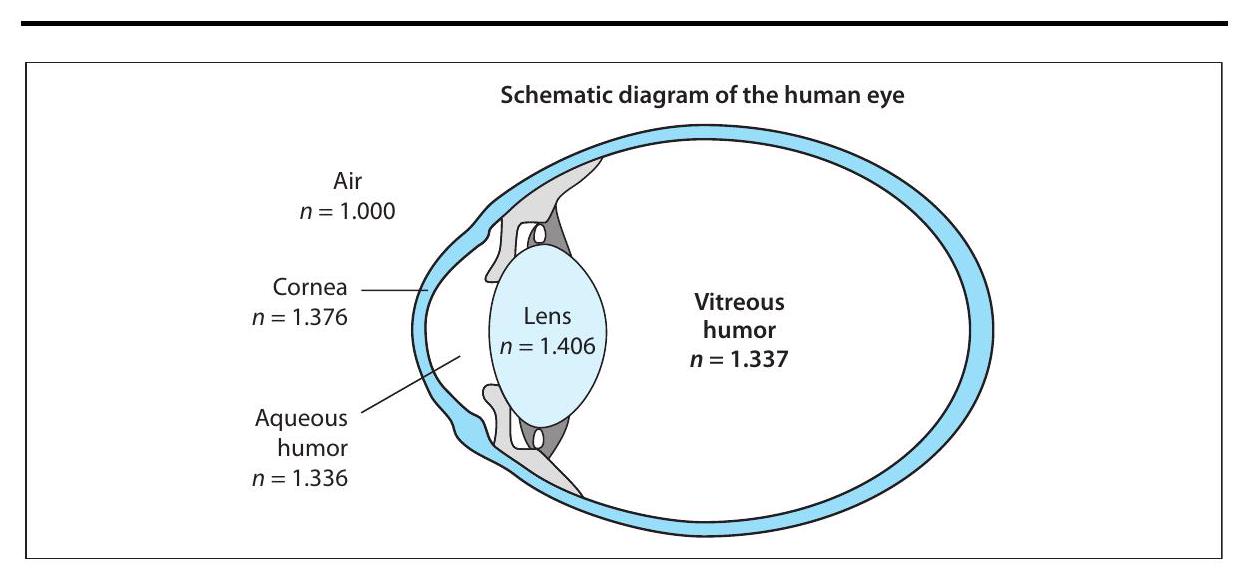 Schematic diagram of the human eye
Air
n = 1.000
Cornea
n = 1.376
Lens
n = 1.406
Vitreous
humor
n = 1.337
Aqueous
humor
n = 1.336